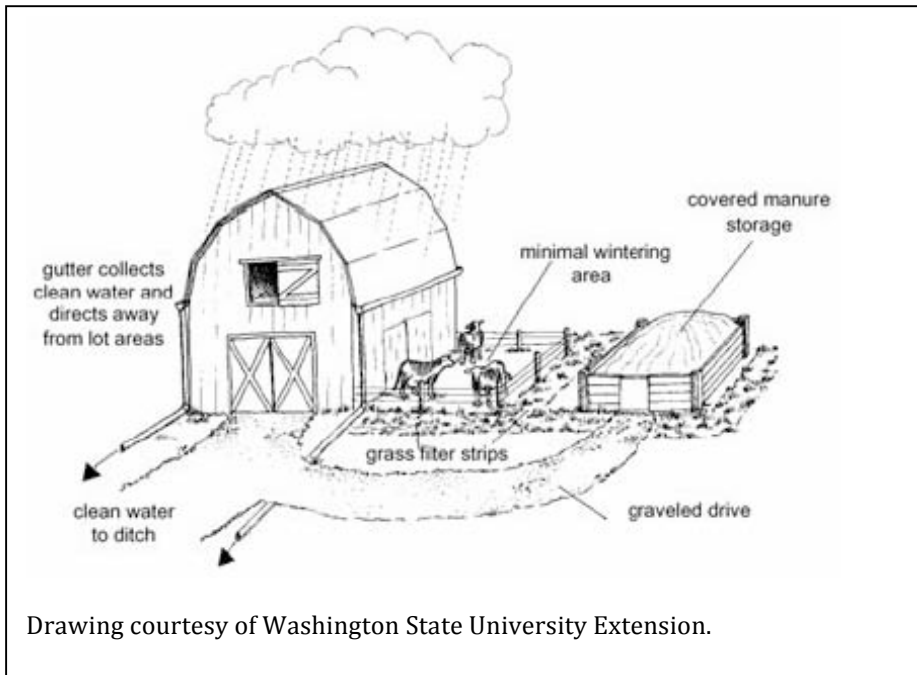 covered manure
storage
minimal wintering
area
gutter collects
clean water and
directs away
from lot areas
grass filter strips
graveled drive
clean water
to ditch
Drawing courtesy of Washington State University Extension.